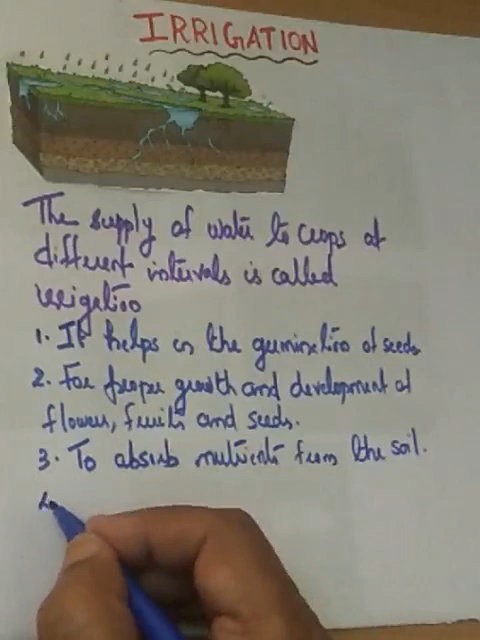 IRRIGATION
The supply of water to crops at
different intervals is called
irrigation
1. It helps in the germination of seeds
2. For proper growth and development of
flower, fruits and seeds.
3. To absorb nutrients from the soil.